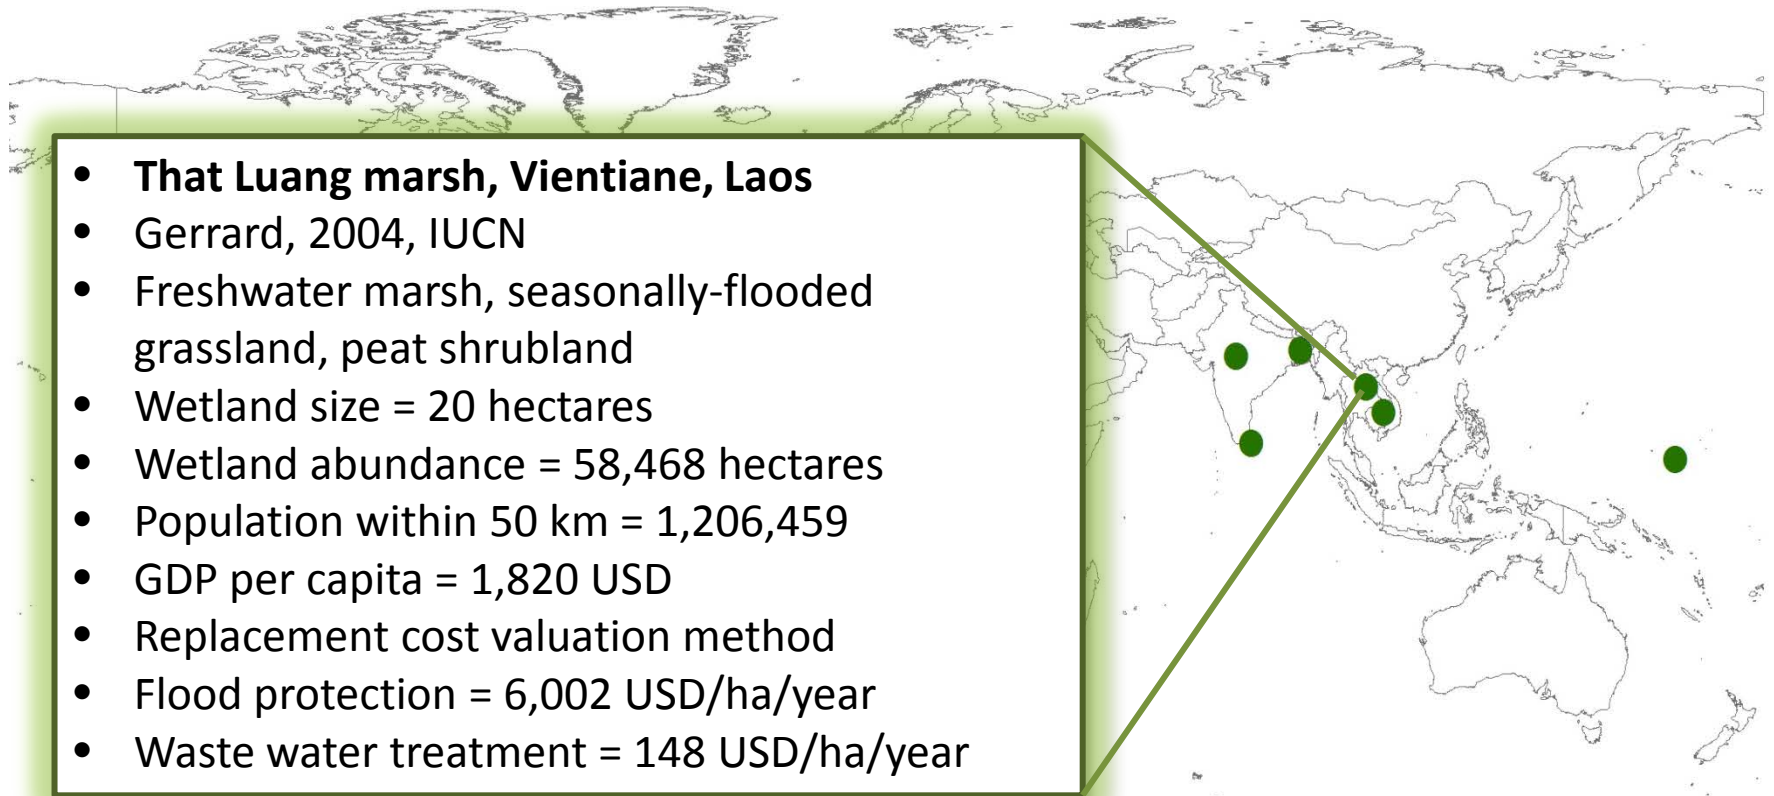 • That Luang marsh, Vientiane, Laos
• Gerrard, 2004, IUCN
• Freshwater marsh, seasonally-flooded
grassland, peat shrubland
• Wetland size = 20 hectares
• Wetland abundance = 58,468 hectares
• Population within 50 km = 1,206,459
• GDP per capita = 1,820 USD
• Replacement cost valuation method
• Flood protection = 6,002 USD/ha/year
• Waste water treatment = 148 USD/ha/year